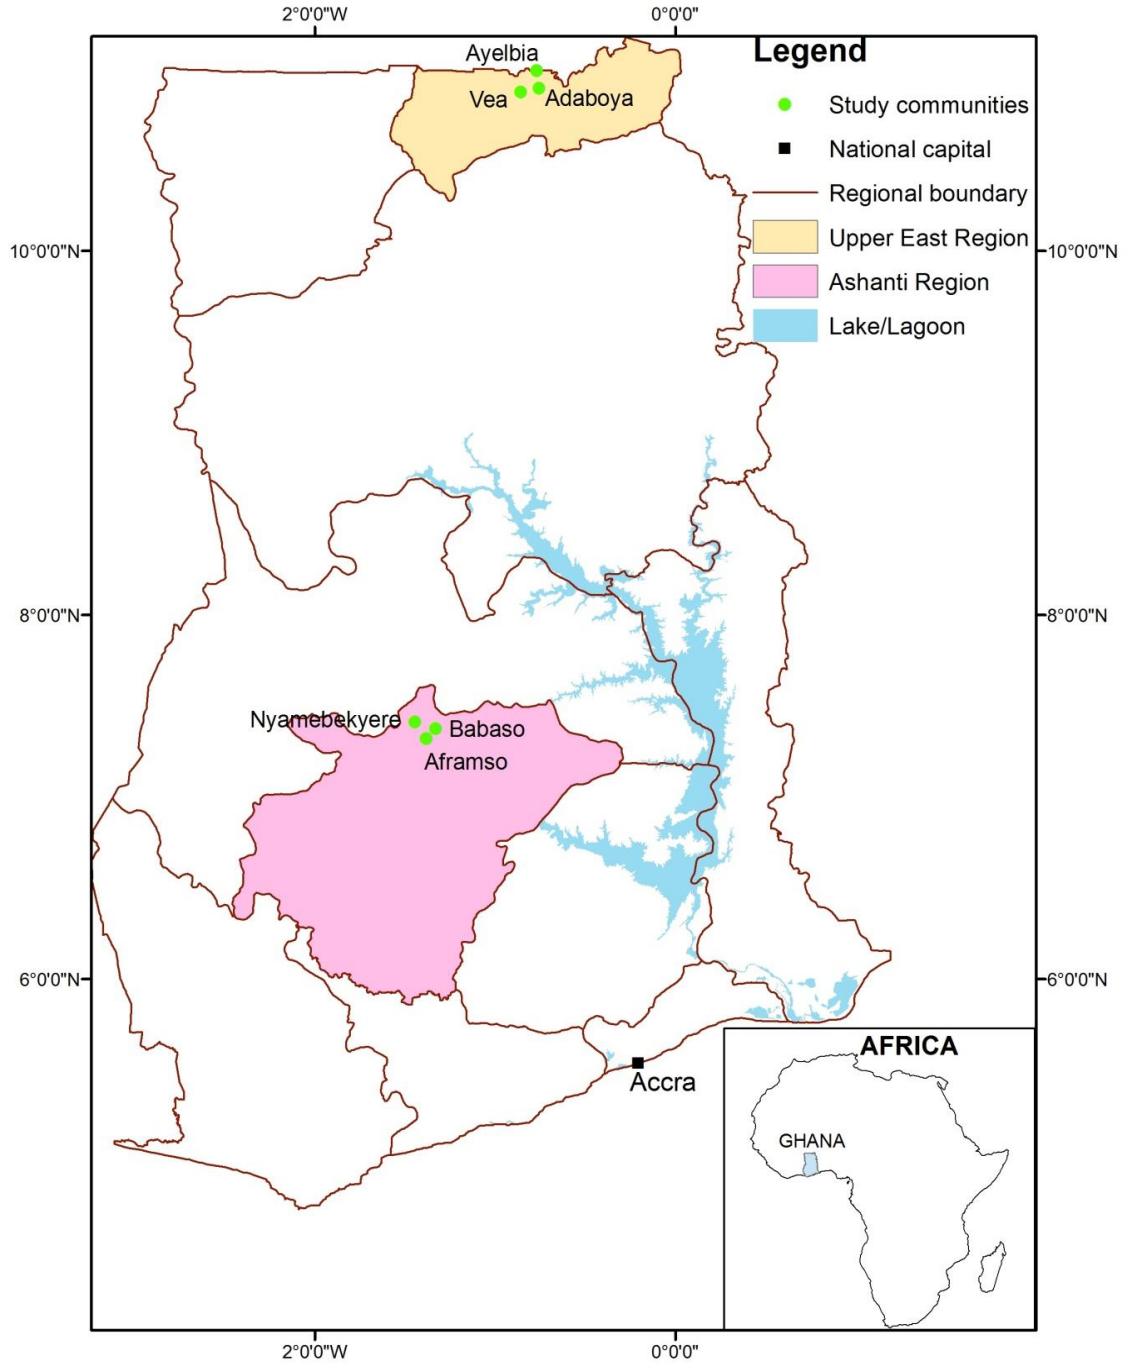 2°0'0"W
0°0'0"
Ayelbia
Vea
Adaboya
Legend
Study communities
National capital
Regional boundary
Upper East Region
Ashanti Region
Lake/Lagoon
10°0'0"N
10°0'0"N
8°0'0"N
8°0'0"N
Nyamebekyere
Babaso
Aframso
6°0'0"N
6°0'0"N
Accra
AFRICA
GHANA
2°0'0"W
0°0'0"